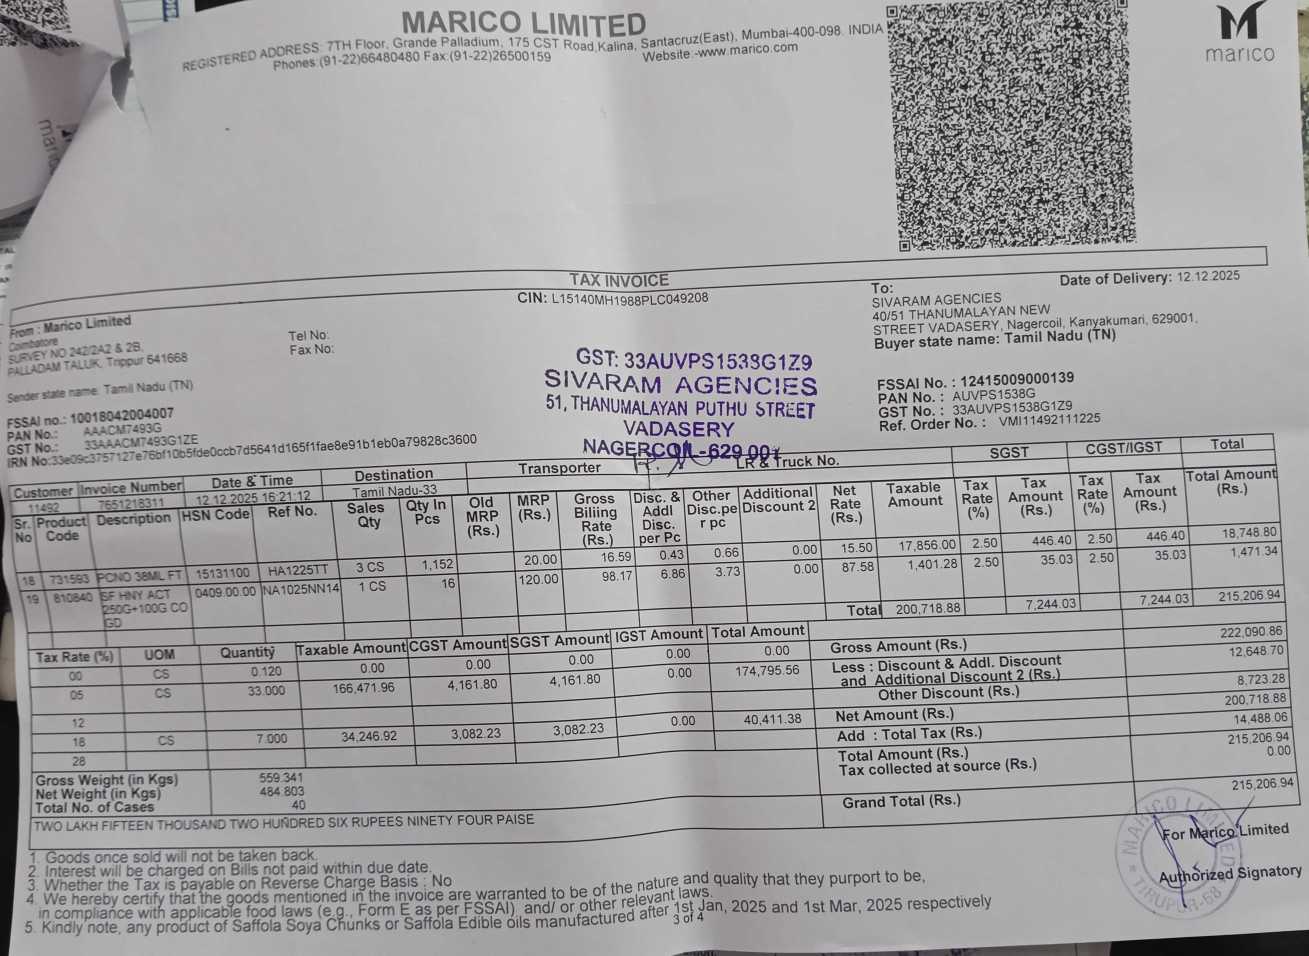 MARICO LIMITED
REGISTERED ADDRESS: 7TH Floor, Grande Palladium, 175 CST Road,Kalina, Santacruz(East), Mumbai-400-098. INDIA
Phones:(91-22)66480480 Fax:(91-22)26500159 Website:-www.marico.com
marico
TAX INVOICE
CIN: L15140MH1988PLC049208
Date of Delivery: 12.12.2025
From : Marico Limited
Coimbatore
SURVEY NO 242/2A2 & 2B,
PALLADAM TALUK, Trippur 641668
Sender state name: Tamil Nadu (TN)
FSSAI no.: 10018042004007
PAN No.: AAACM7493G
GST No.: 33AAACM7493G1ZE
IRN No:33e09c3757127e76bf10b5fde0ccb7d5641d165f1fae8e91b1eb0a79828c3600
Tel No:
Fax No:
GST: 33AUVPS1538G1Z9
SIVARAM AGENCIES
51, THANUMALAYAN PUTHU STREET
VADASERY
NAGERCOIL-629 001
To:
SIVARAM AGENCIES
40/51 THANUMALAYAN NEW
STREET VADASERY, Nagercoil, Kanyakumari, 629001,
Buyer state name: Tamil Nadu (TN)
FSSAI No. : 12415009000139
PAN No. : AUVPS1538G
GST No. : 33AUVPS1538G1Z9
Ref. Order No. : VMI11492111225
Customer Invoice Number Date & Time Destination Transporter LR & Truck No. SGST CGST/IGST Total
11492 7651218311 12.12.2025 16:21:12 Tamil Nadu-33
Sr. No Product Code Description HSN Code Ref No. Sales Qty Qty In Pcs Old MRP (Rs.) MRP (Rs.) Gross Biliing Rate (Rs.) Disc. & Addl Disc. per Pc Other Disc.pe r pc Additional Discount 2 Net Rate (Rs.) Taxable Amount Tax Rate (%) Tax Amount (Rs.) Tax Rate (%) Tax Amount (Rs.) Total Amount (Rs.)
18 731593 PCNO 38ML FT 15131100 HA1225TT 3 CS 1,152 20.00 16.59 0.43 0.66 0.00 15.50 17,856.00 2.50 446.40 2.50 446.40 18,748.80
19 810840 SF HNY ACT 250G+100G CO GD 0409.00.00 NA1025NN14 1 CS 16 120.00 98.17 6.86 3.73 0.00 87.58 1,401.28 2.50 35.03 2.50 35.03 1,471.34
Total 200,718.88 7,244.03 7,244.03 215,206.94
Tax Rate (%) UOM Quantity Taxable Amount CGST Amount SGST Amount IGST Amount Total Amount
00 CS 0.120 0.00 0.00 0.00 0.00 0.00
05 CS 33.000 166,471.96 4,161.80 4,161.80 0.00 174,795.56
12
18 CS 7.000 34,246.92 3,082.23 3,082.23 0.00 40,411.38
28
Gross Amount (Rs.) 222,090.86
Less : Discount & Addl. Discount and Additional Discount 2 (Rs.) 12,648.70
Other Discount (Rs.) 8,723.28
Net Amount (Rs.) 200,718.88
Add : Total Tax (Rs.) 14,488.06
Total Amount (Rs.) 215,206.94
Tax collected at source (Rs.) 0.00
Grand Total (Rs.) 215,206.94
Gross Weight (in Kgs) 559.341
Net Weight (in Kgs) 484.803
Total No. of Cases 40
TWO LAKH FIFTEEN THOUSAND TWO HUNDRED SIX RUPEES NINETY FOUR PAISE
1. Goods once sold will not be taken back.
2. Interest will be charged on Bills not paid within due date.
3. Whether the Tax is payable on Reverse Charge Basis : No
4. We hereby certify that the goods mentioned in the invoice are warranted to be of the nature and quality that they purport to be,
in compliance with applicable food laws (e.g., Form E as per FSSAI) and/ or other relevant laws.
5. Kindly note, any product of Saffola Soya Chunks or Saffola Edible oils manufactured after 1st Jan, 2025 and 1st Mar, 2025 respectively
3 of 4
For Marico Limited
Authorized Signatory
MARICO LIMITED
TIRUPUR-68